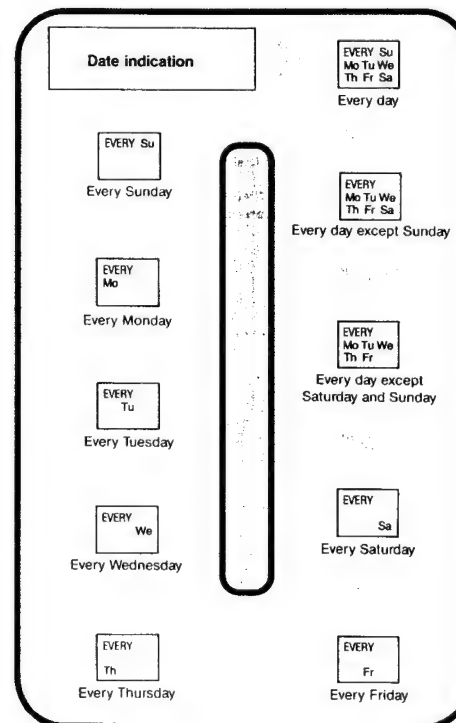 Date indication
EVERY Su
Every Sunday
EVERY
Mo
Every Monday
EVERY
Tu
Every Tuesday
EVERY
We
Every Wednesday
EVERY
Th
Every Thursday
EVERY Su
Mo Tu We
Th Fr Sa
Every day
EVERY
Mo Tu We
Th Fr Sa
Every day except Sunday
EVERY
Mo Tu We
Th Fr
Every day except
Saturday and Sunday
EVERY
Sa
Every Saturday
EVERY
Fr
Every Friday